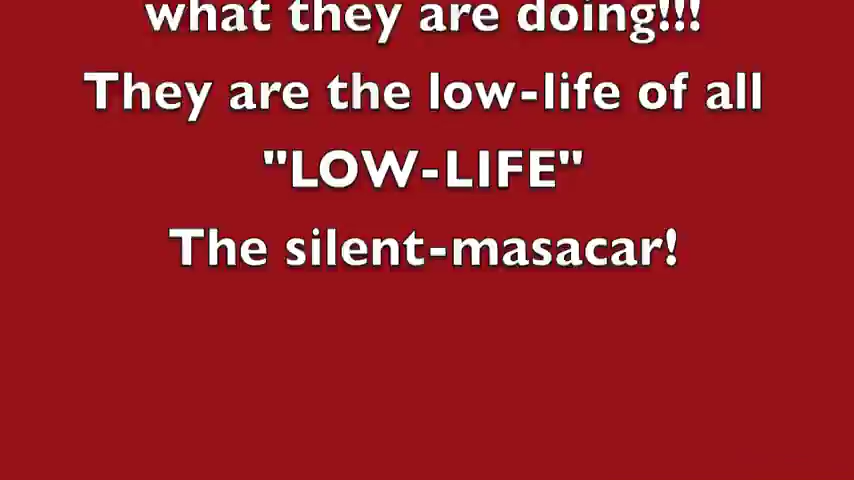 what they are doing!!!
They are the low-life of all
"LOW-LIFE"
The silent-masacar!